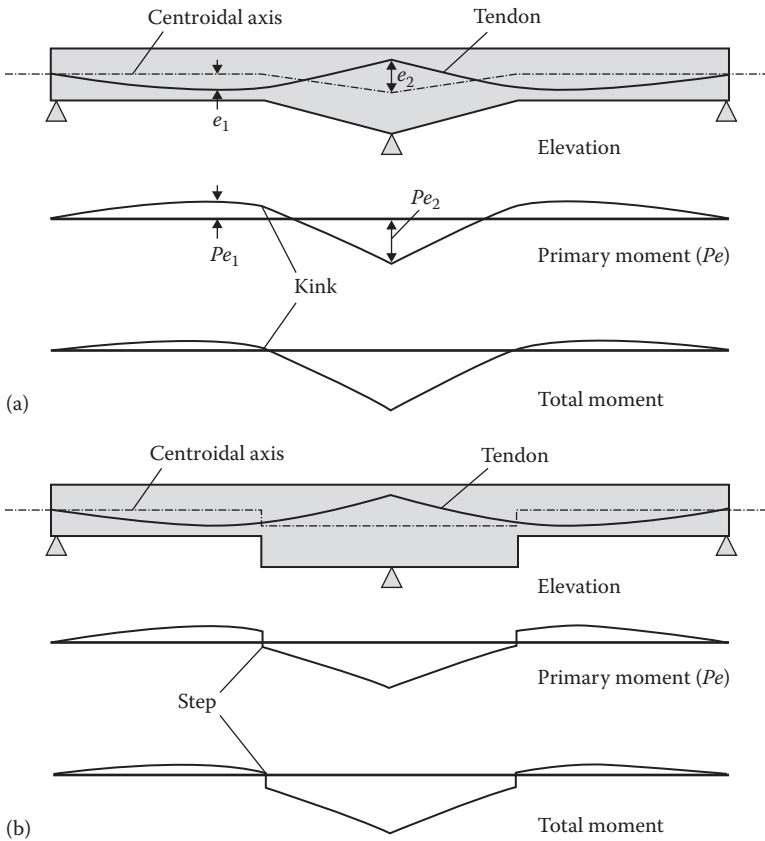 Centroidal axis
Tendon
e₂
e₁
Elevation
Pe₂
Pe₁
Primary moment (Pe)
Kink
(a)
Total moment
Centroidal axis
Tendon
Elevation
Primary moment (Pe)
Step
(b)
Total moment